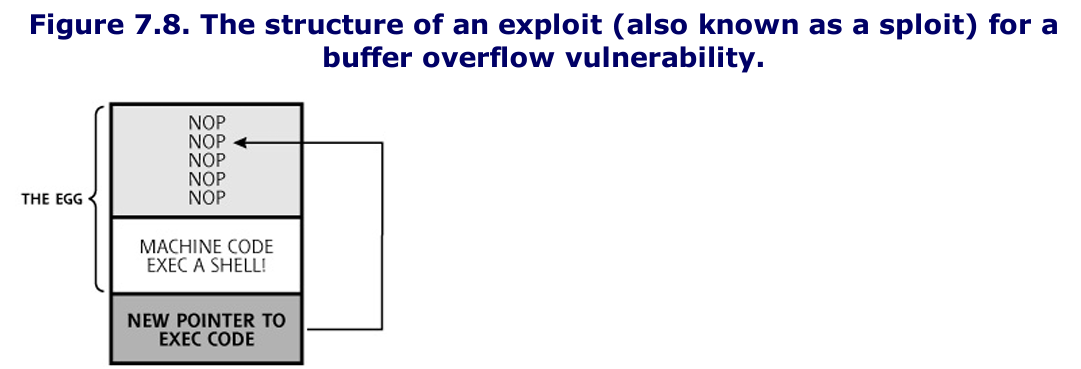 Figure 7.8. The structure of an exploit (also known as a sploit) for a
buffer overflow vulnerability.
NOP
NOP
NOP
NOP
NOP
THE EGG
MACHINE CODE
EXEC A SHELL!
NEW POINTER TO
EXEC CODE